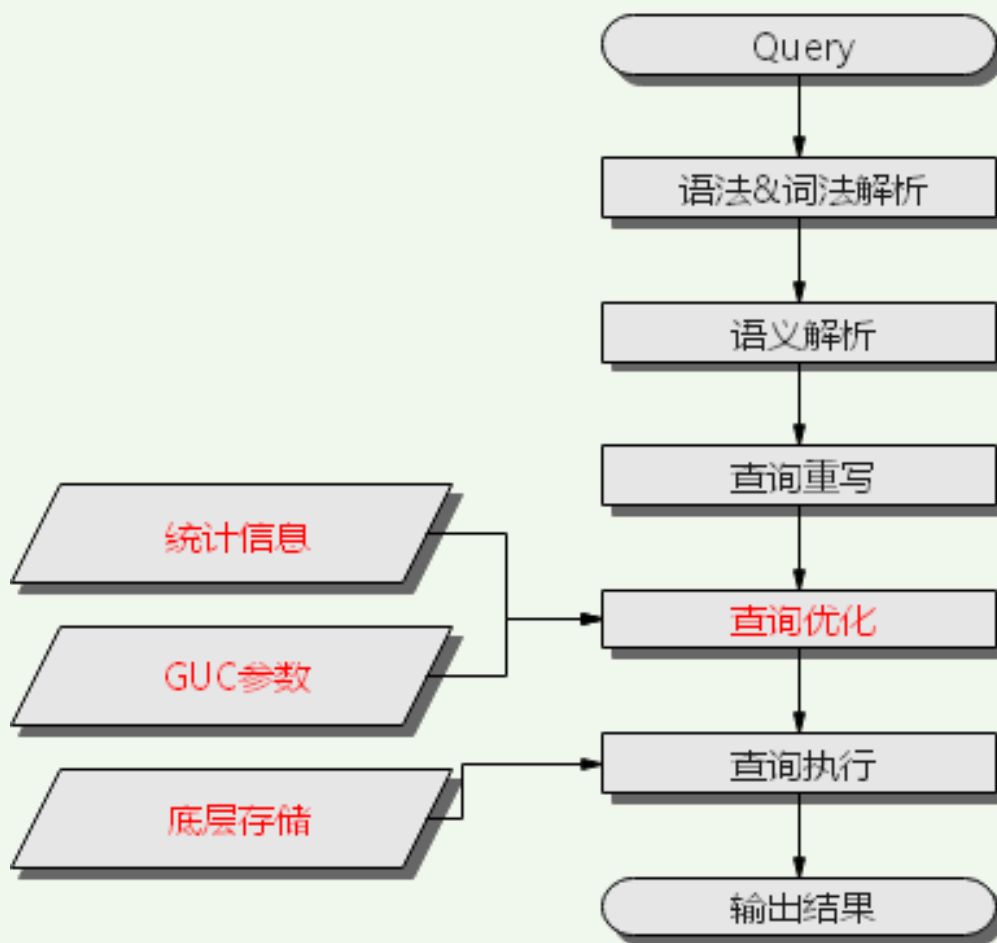 Query
语法&词法解析
语义解析
查询重写
统计信息
查询优化
GUC参数
查询执行
底层存储
输出结果